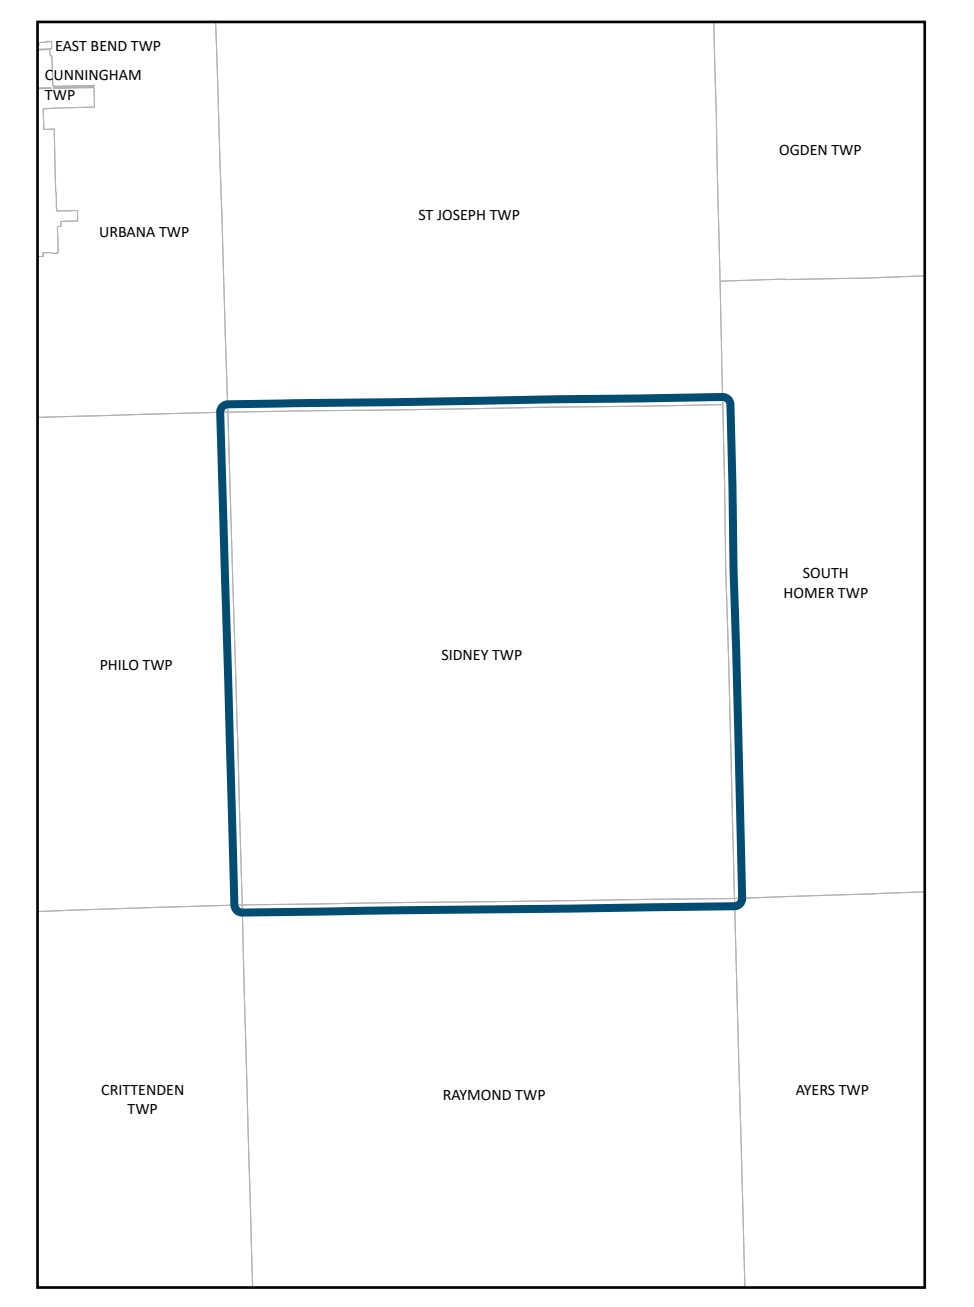 EAST BEND TWP
CUNNINGHAM
TWP
OGDEN TWP
ST JOSEPH TWP
URBANA TWP
SOUTH
HOMER TWP
SIDNEY TWP
PHILO TWP
CRITTENDEN
TWP
RAYMOND TWP
AYERS TWP